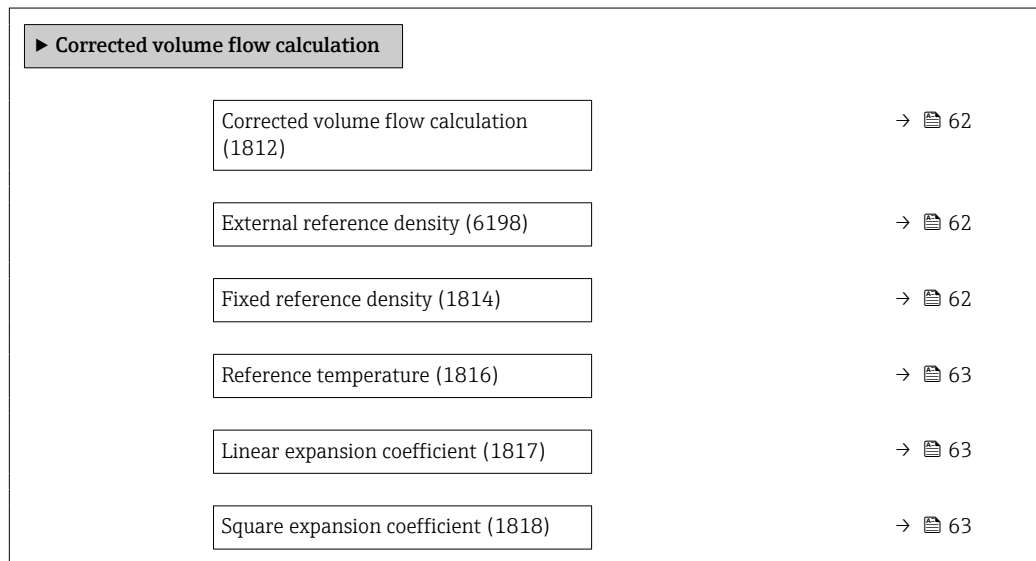 ▶ Corrected volume flow calculation
Corrected volume flow calculation → 62
(1812)
External reference density (6198) → 62
Fixed reference density (1814) → 62
Reference temperature (1816) → 63
Linear expansion coefficient (1817) → 63
Square expansion coefficient (1818) → 63